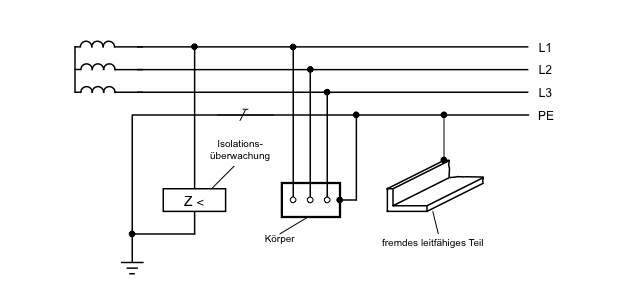 L1
L2
L3
PE
Isolations-
überwachung
Z <
Körper
fremdes leitfähiges Teil